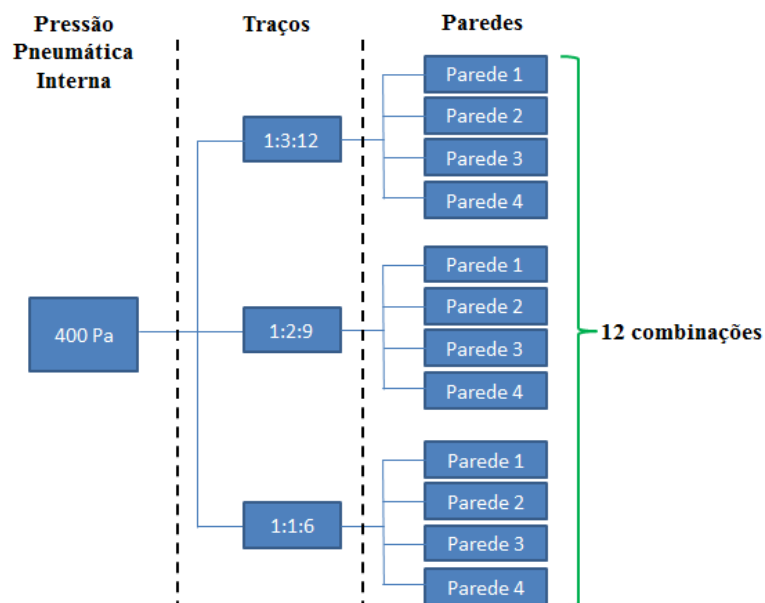 Pressão
Pneumática
Interna
Traços
Paredes
400 Pa
1:3:12
Parede 1
Parede 2
Parede 3
Parede 4
1:2:9
Parede 1
Parede 2
Parede 3
Parede 4
1:1:6
Parede 1
Parede 2
Parede 3
Parede 4
12 combinações